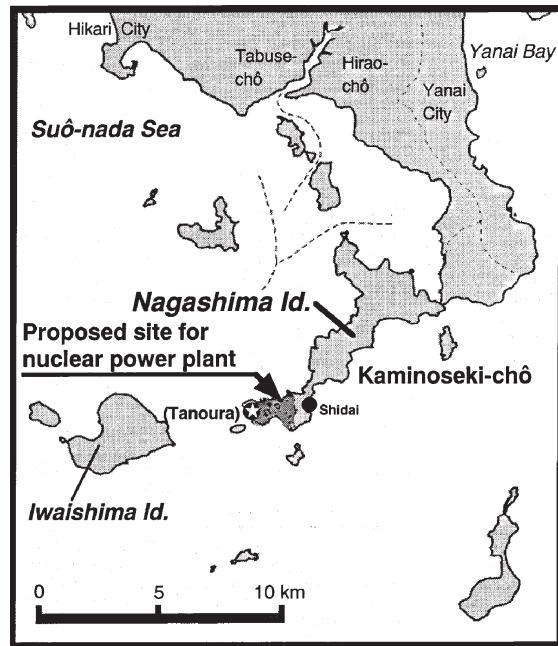 Hikari City
Tabuse-
chô
Hirao-
chô
Yanai Bay
Yanai
City
Suô-nada Sea
Nagashima Id.
Proposed site for
nuclear power plant
Kaminoseki-chô
(Tanoura)
Shidai
Iwaishima Id.
0 5 10 km